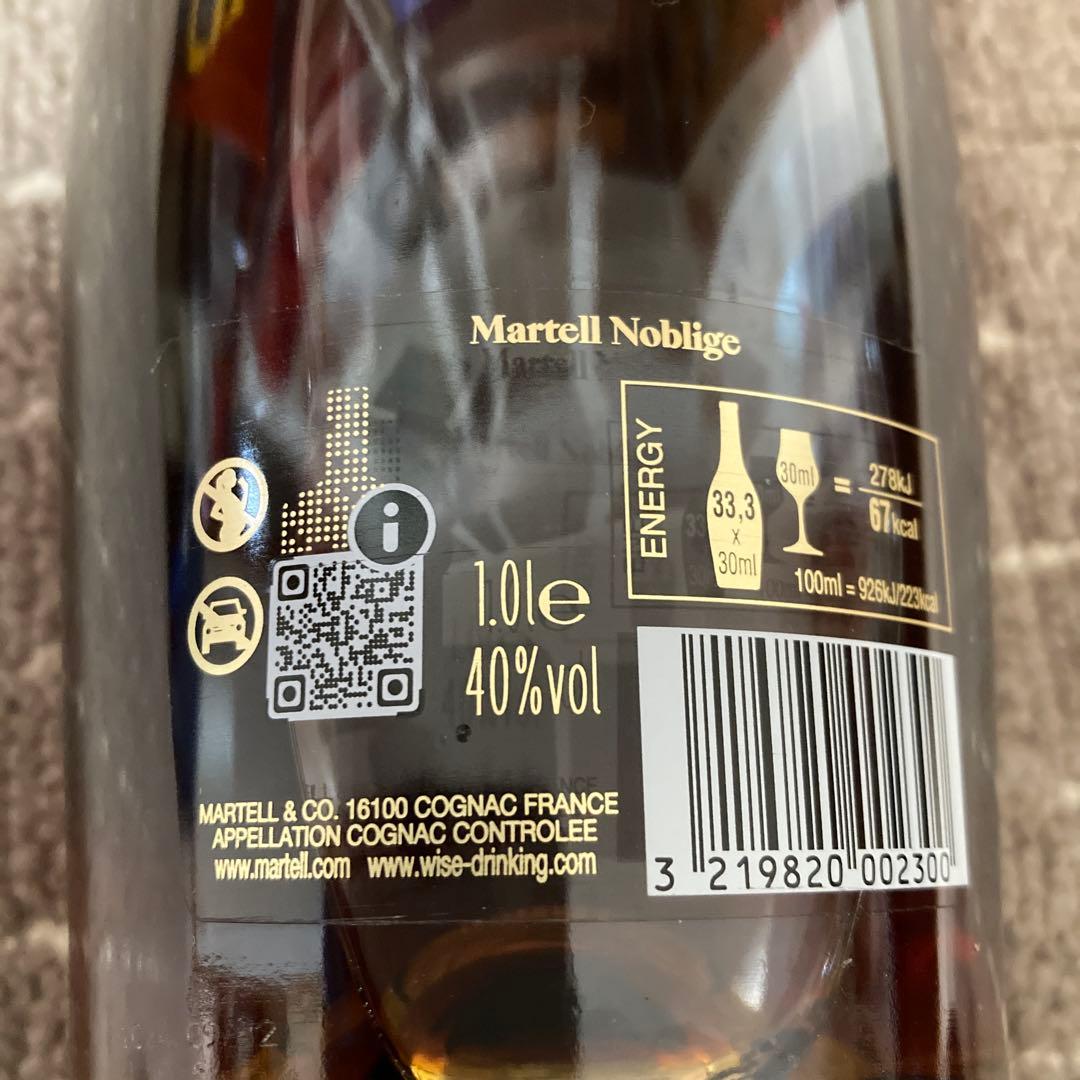 Martell Noblige
ENERGY
33,3
x
30ml
30ml
=
278kJ
67kcal
100ml = 926kJ/223kcal
i
1.0le
40%vol
MARTELL & CO. 16100 COGNAC FRANCE
APPELLATION COGNAC CONTROLEE
www.martell.com www.wise-drinking.com
3 219820 002300